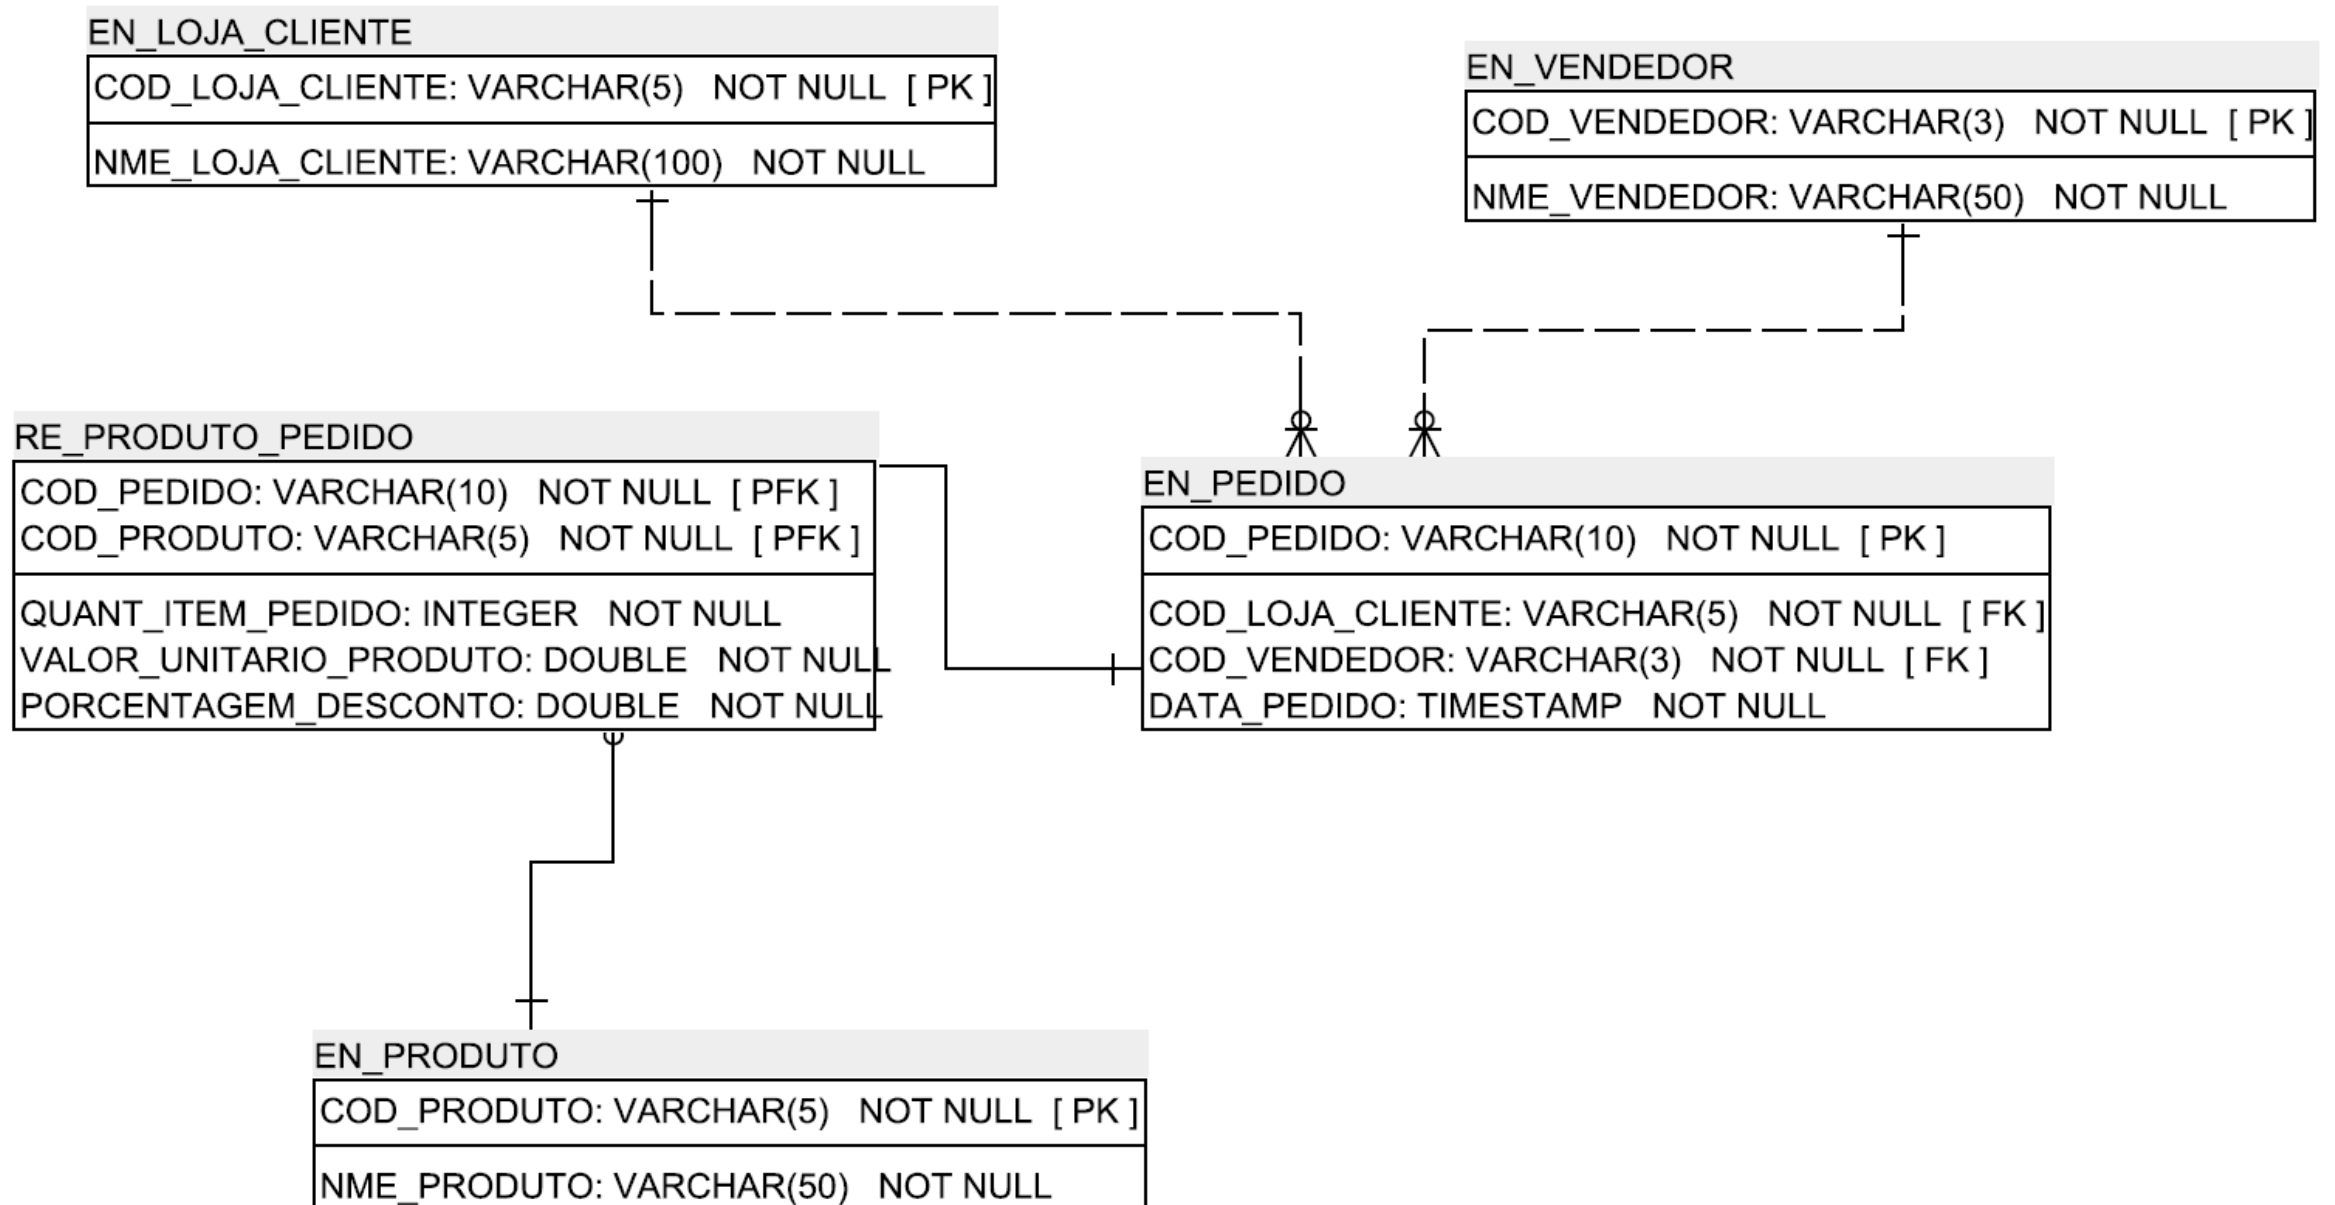 EN_LOJA_CLIENTE
COD_LOJA_CLIENTE: VARCHAR(5) NOT NULL [ PK ]
NME_LOJA_CLIENTE: VARCHAR(100) NOT NULL
EN_VENDEDOR
COD_VENDEDOR: VARCHAR(3) NOT NULL [ PK ]
NME_VENDEDOR: VARCHAR(50) NOT NULL
RE_PRODUTO_PEDIDO
COD_PEDIDO: VARCHAR(10) NOT NULL [ PFK ]
COD_PRODUTO: VARCHAR(5) NOT NULL [ PFK ]
QUANT_ITEM_PEDIDO: INTEGER NOT NULL
VALOR_UNITARIO_PRODUTO: DOUBLE NOT NULL
PORCENTAGEM_DESCONTO: DOUBLE NOT NULL
EN_PEDIDO
COD_PEDIDO: VARCHAR(10) NOT NULL [ PK ]
COD_LOJA_CLIENTE: VARCHAR(5) NOT NULL [ FK ]
COD_VENDEDOR: VARCHAR(3) NOT NULL [ FK ]
DATA_PEDIDO: TIMESTAMP NOT NULL
EN_PRODUTO
COD_PRODUTO: VARCHAR(5) NOT NULL [ PK ]
NME_PRODUTO: VARCHAR(50) NOT NULL